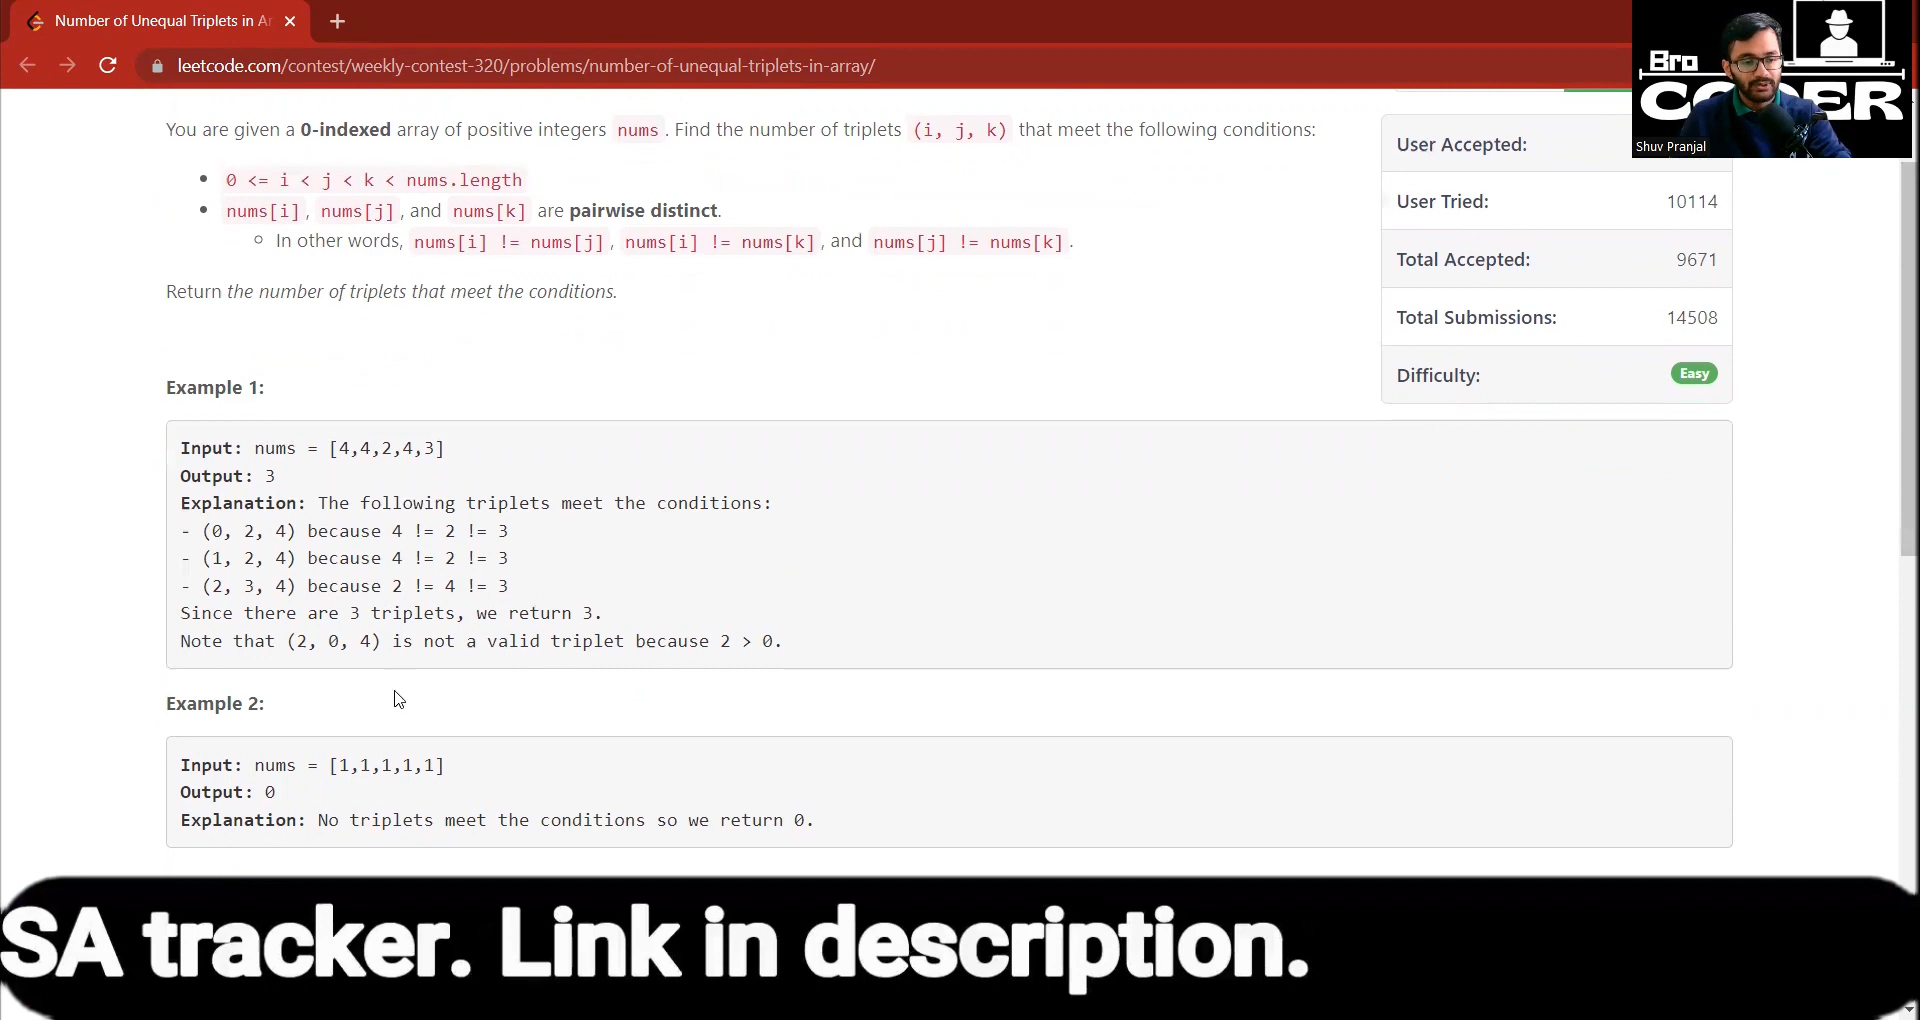 Number of Unequal Triplets in Ar
leetcode.com/contest/weekly-contest-320/problems/number-of-unequal-triplets-in-array/
Bro
CODER
Shuv Pranjal
You are given a 0-indexed array of positive integers nums. Find the number of triplets (i, j, k) that meet the following conditions:
• 0 <= i < j < k < nums.length
• nums[i], nums[j], and nums[k] are pairwise distinct.
◦ In other words, nums[i] != nums[j], nums[i] != nums[k], and nums[j] != nums[k].
Return the number of triplets that meet the conditions.
User Accepted:
User Tried: 10114
Total Accepted: 9671
Total Submissions: 14508
Difficulty: Easy
Example 1:
Input: nums = [4,4,2,4,3]
Output: 3
Explanation: The following triplets meet the conditions:
- (0, 2, 4) because 4 != 2 != 3
- (1, 2, 4) because 4 != 2 != 3
- (2, 3, 4) because 2 != 4 != 3
Since there are 3 triplets, we return 3.
Note that (2, 0, 4) is not a valid triplet because 2 > 0.
Example 2:
Input: nums = [1,1,1,1,1]
Output: 0
Explanation: No triplets meet the conditions so we return 0.
SA tracker. Link in description.